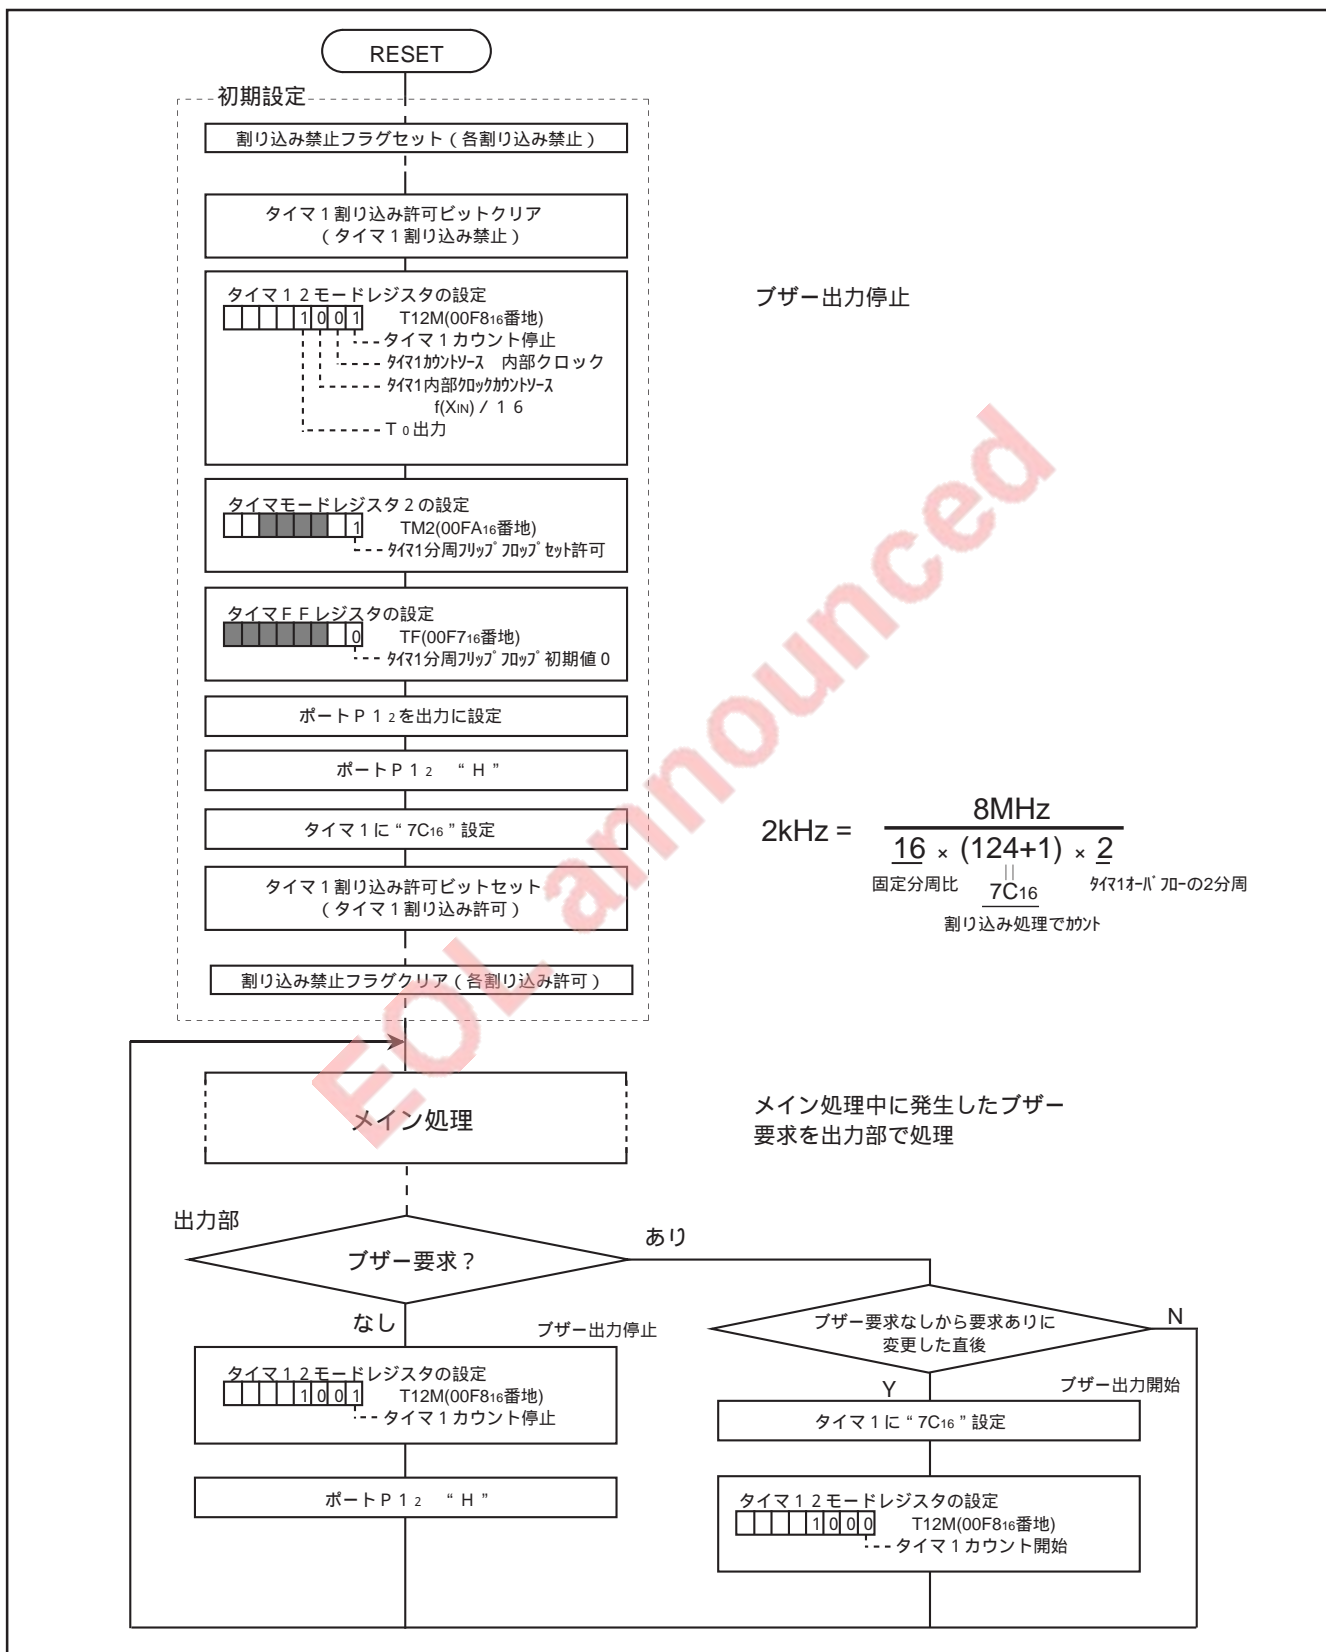 RESET
初期設定
割り込み禁止フラグセット（各割り込み禁止）
タイマ１割り込み許可ビットクリア
（タイマ１割り込み禁止）
タイマ１２モードレジスタの設定
1 0 0 1 T12M(00F816番地)
タイマ１カウント停止
ﾀｲﾏ1ｶｳﾝﾄｿｰｽ 内部クロック
ﾀｲﾏ1内部ｸﾛｯｸｶｳﾝﾄｿｰｽ
f(XIN) / １６
Ｔ０出力
ブザー出力停止
タイマモードレジスタ２の設定
1 TM2(00FA16番地)
ﾀｲﾏ1分周ﾌﾘｯﾌﾟﾌﾛｯﾌﾟｾｯﾄ許可
タイマＦＦレジスタの設定
0 TF(00F716番地)
ﾀｲﾏ1分周ﾌﾘｯﾌﾟﾌﾛｯﾌﾟ初期値０
ポートＰ１２を出力に設定
ポートＰ１２ “Ｈ”
タイマ１に“7C16”設定
タイマ１割り込み許可ビットセット
（タイマ１割り込み許可）
割り込み禁止フラグクリア（各割り込み許可）
8MHz
2kHz =
16 × (124+1) × 2
固定分周比 7C16 ﾀｲﾏ1ｵｰﾊﾞﾌﾛｰの2分周
割り込み処理でｶｳﾝﾄ
EOL announced
メイン処理
メイン処理中に発生したブザー
要求を出力部で処理
出力部
ブザー要求？
あり
なし
ブザー出力停止
タイマ１２モードレジスタの設定
1 0 0 1 T12M(00F816番地)
タイマ１カウント停止
ポートＰ１２ “Ｈ”
ブザー要求なしから要求ありに
変更した直後
N
Y
ブザー出力開始
タイマ１に“7C16”設定
タイマ１２モードレジスタの設定
1 0 0 0 T12M(00F816番地)
タイマ１カウント開始